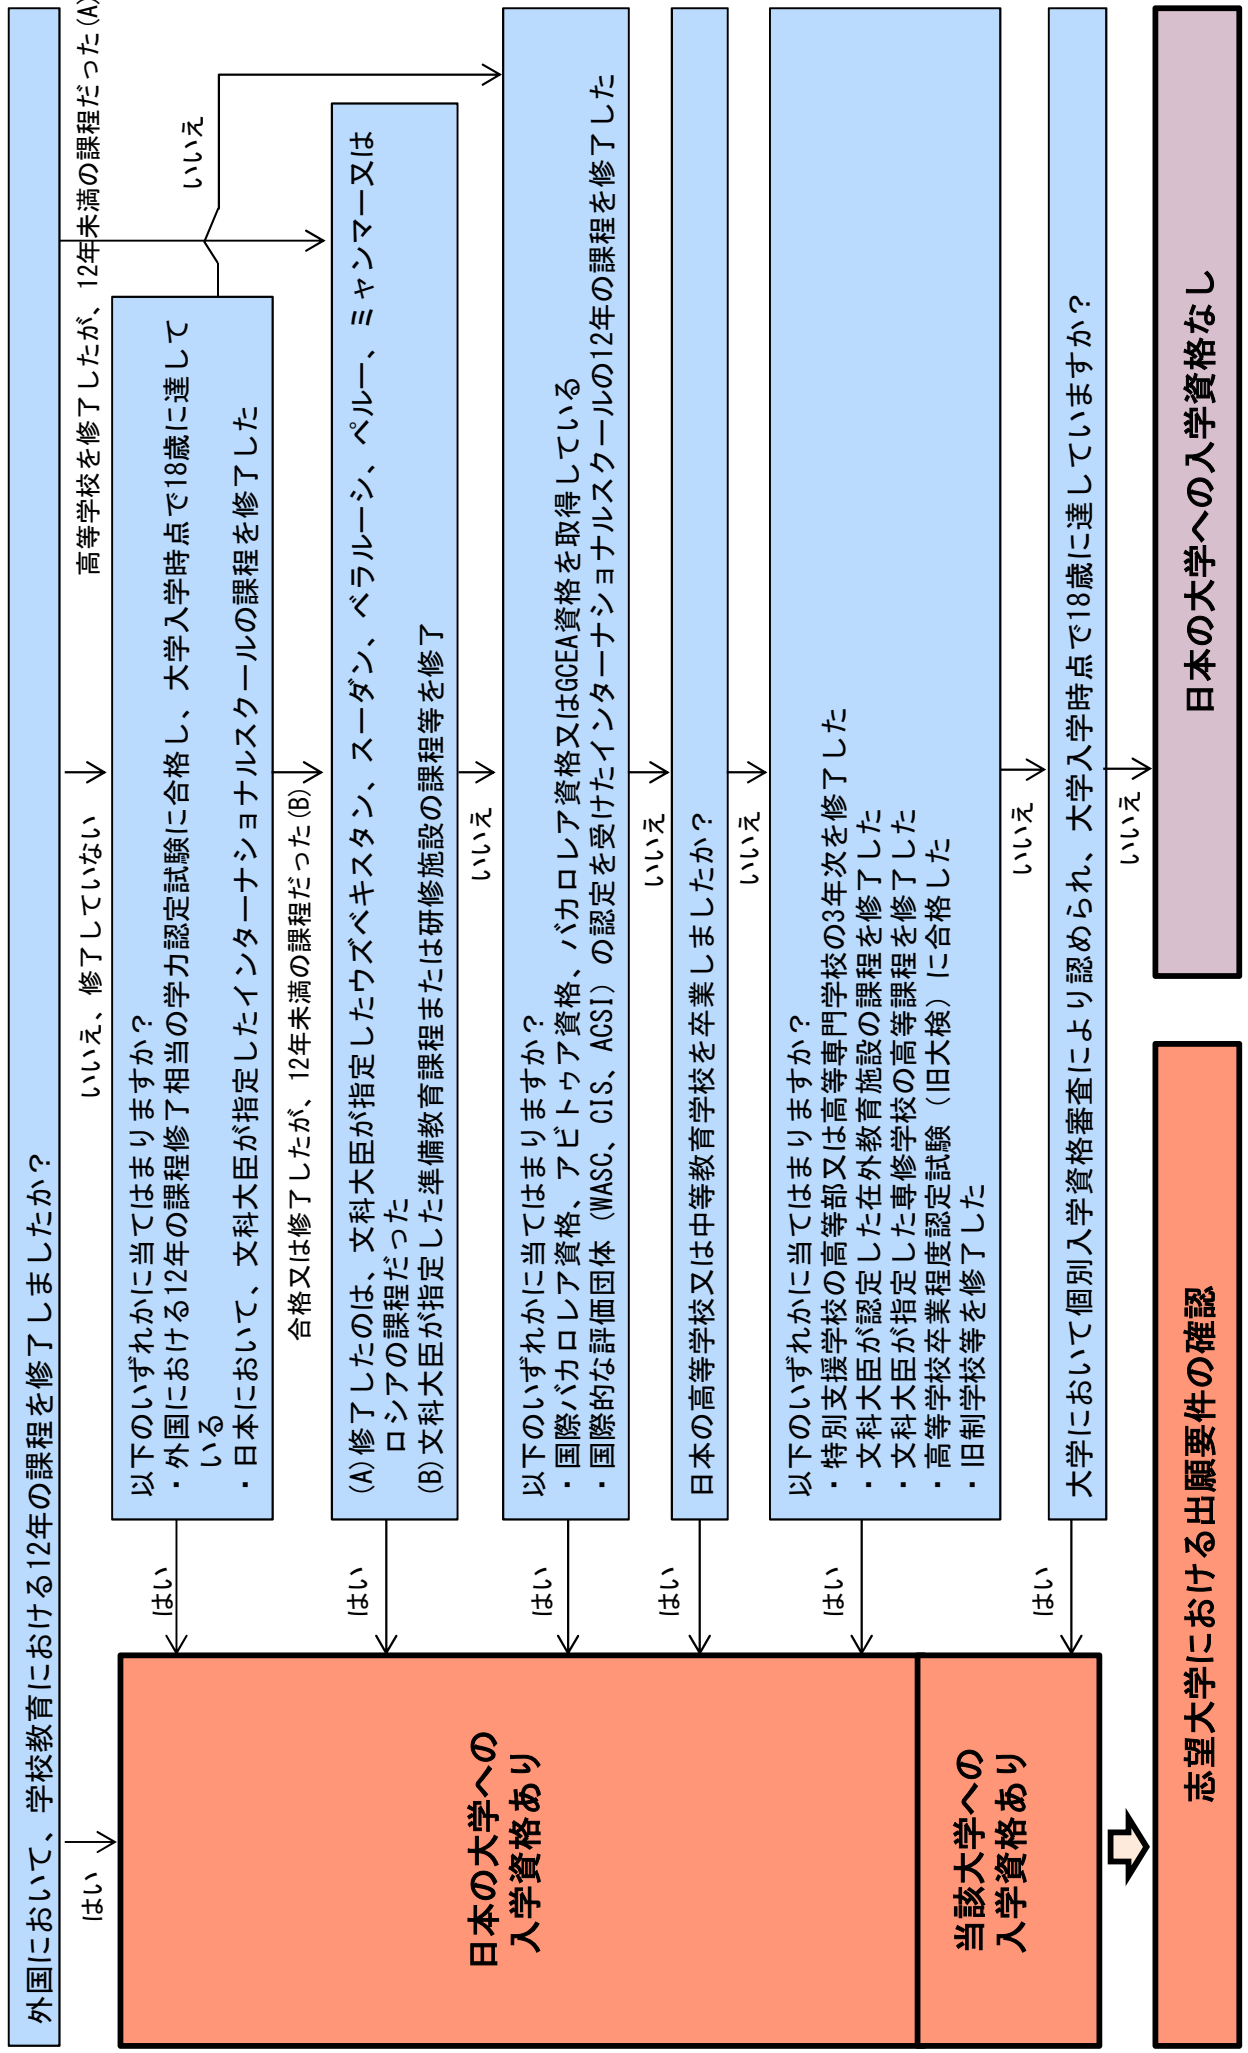 外国において、学校教育における12年の課程を修了しましたか？
はい
いいえ、修了していない
高等学校を修了したが、12年未満の課程だった(A)
以下のいずれかに当てはまりますか？
・外国における12年の課程修了相当の学力認定試験に合格し、大学入学時点で18歳に達して
いる
・日本において、文科大臣が指定したインターナショナルスクールの課程を修了した
はい
いいえ
合格又は修了したが、12年未満の課程だった(B)
(A)修了したのは、文科大臣が指定したウズベキスタン、スーダン、ベラルーシ、ペルー、ミャンマー又は
ロシアの課程だった
(B)文科大臣が指定した準備教育課程または研修施設の課程等を修了
はい
いいえ
以下のいずれかに当てはまりますか？
・国際バカロレア資格、アビトゥア資格、バカロレア資格又はGCEA資格を取得している
・国際的な評価団体（WASC、CIS、ACSI）の認定を受けたインターナショナルスクールの12年の課程を修了した
はい
いいえ
日本の高等学校又は中等教育学校を卒業しましたか？
はい
いいえ
以下のいずれかに当てはまりますか？
・特別支援学校の高等部又は高等専門学校の3年次を修了した
・文科大臣が認定した在外教育施設の課程を修了した
・文科大臣が指定した専修学校の高等課程を修了した
・高等学校卒業程度認定試験（旧大検）に合格した
・旧制学校等を修了した
はい
いいえ
大学において個別入学資格審査により認められ、大学入学時点で18歳に達していますか？
はい
いいえ
日本の大学への
入学資格あり
当該大学への
入学資格あり
志望大学における出願要件の確認
日本の大学への入学資格なし